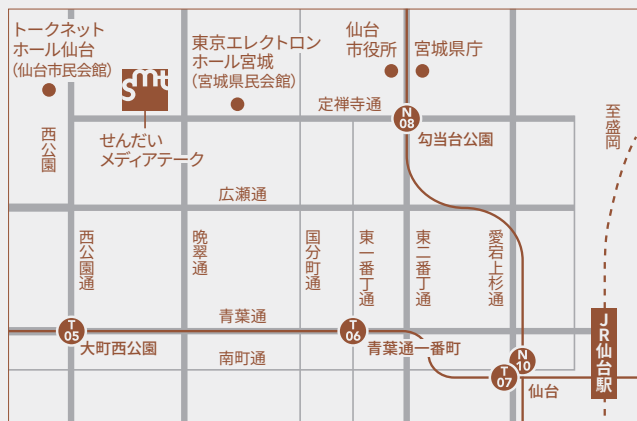 トークネット
ホール仙台
(仙台市民会館)
smt
せんだい
メディアテーク
東京エレクトロン
ホール宮城
(宮城県民会館)
仙台
市役所
宮城県庁
定禅寺通
N
08
勾当台公園
至盛岡
西公園
広瀬通
西公園通
晩翠通
国分町通
東一番丁通
東二番丁通
愛宕上杉通
青葉通
T
05
大町西公園
T
06
青葉通一番町
南町通
N
10
T
07
仙台
JR仙台駅